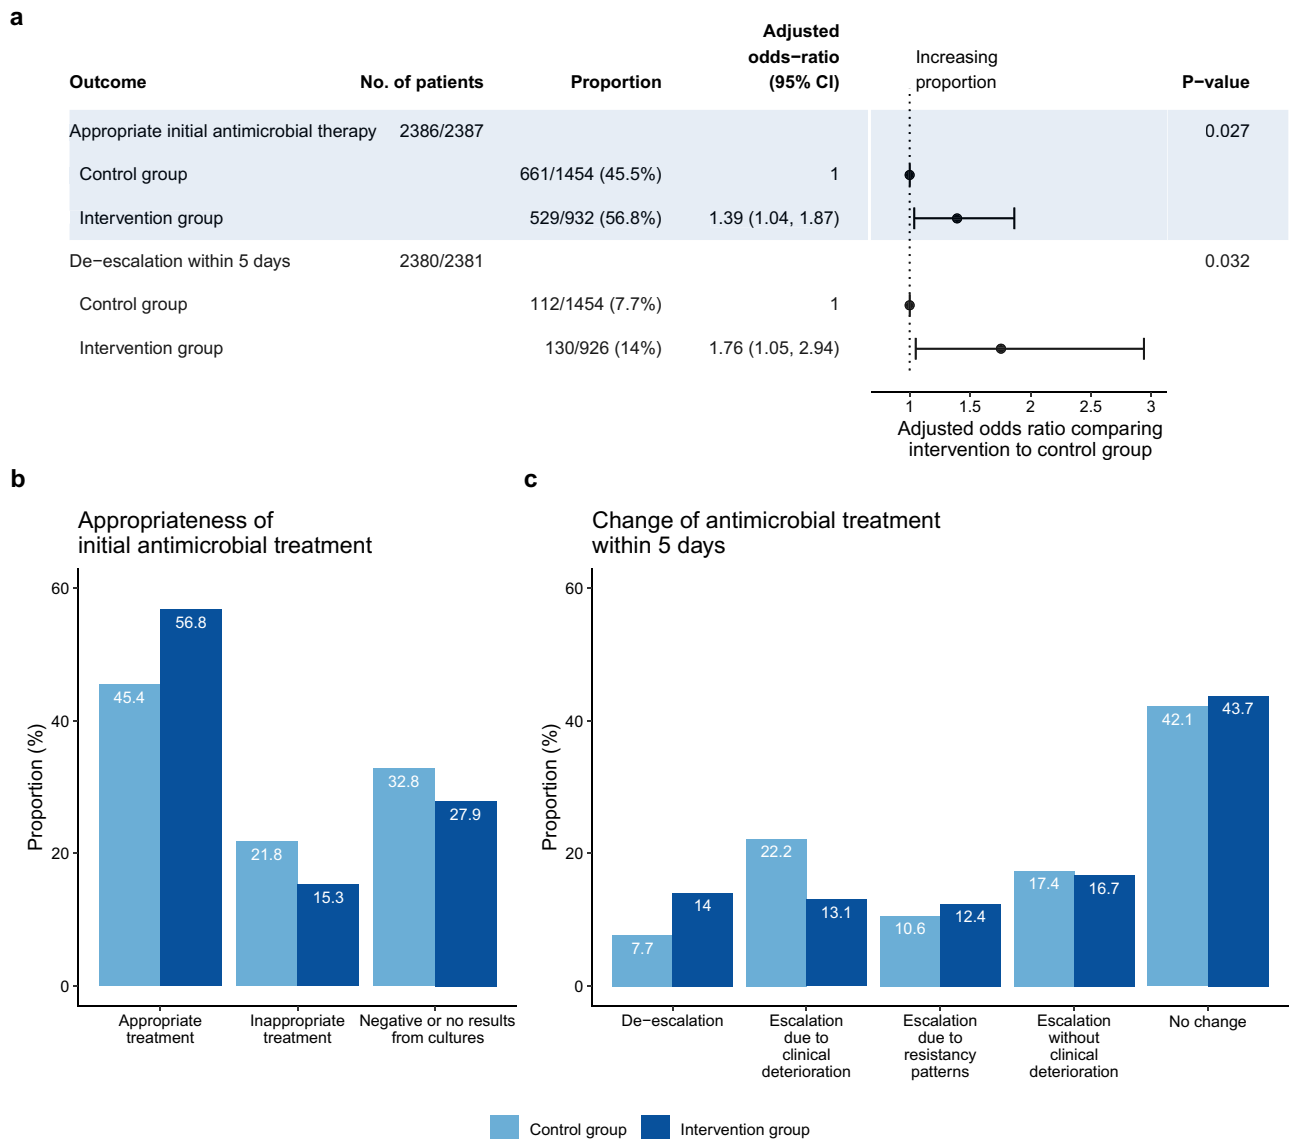 a
Outcome No. of patients Proportion Adjusted odds−ratio (95% CI) Increasing proportion P−value
Appropriate initial antimicrobial therapy 2386/2387 0.027
Control group 661/1454 (45.5%) 1
Intervention group 529/932 (56.8%) 1.39 (1.04, 1.87)
De−escalation within 5 days 2380/2381 0.032
Control group 112/1454 (7.7%) 1
Intervention group 130/926 (14%) 1.76 (1.05, 2.94)
1 1.5 2 2.5 3
Adjusted odds ratio comparing
intervention to control group
b
Appropriateness of
initial antimicrobial treatment
Proportion (%)
60
40
20
0
45.4
56.8
21.8
15.3
32.8
27.9
Appropriate
treatment
Inappropriate
treatment
Negative or no results
from cultures
c
Change of antimicrobial treatment
within 5 days
Proportion (%)
60
40
20
0
7.7
14
22.2
13.1
10.6
12.4
17.4
16.7
42.1
43.7
De−escalation
Escalation
due to
clinical
deterioration
Escalation
due to
resistancy
patterns
Escalation
without
clinical
deterioration
No change
Control group
Intervention group